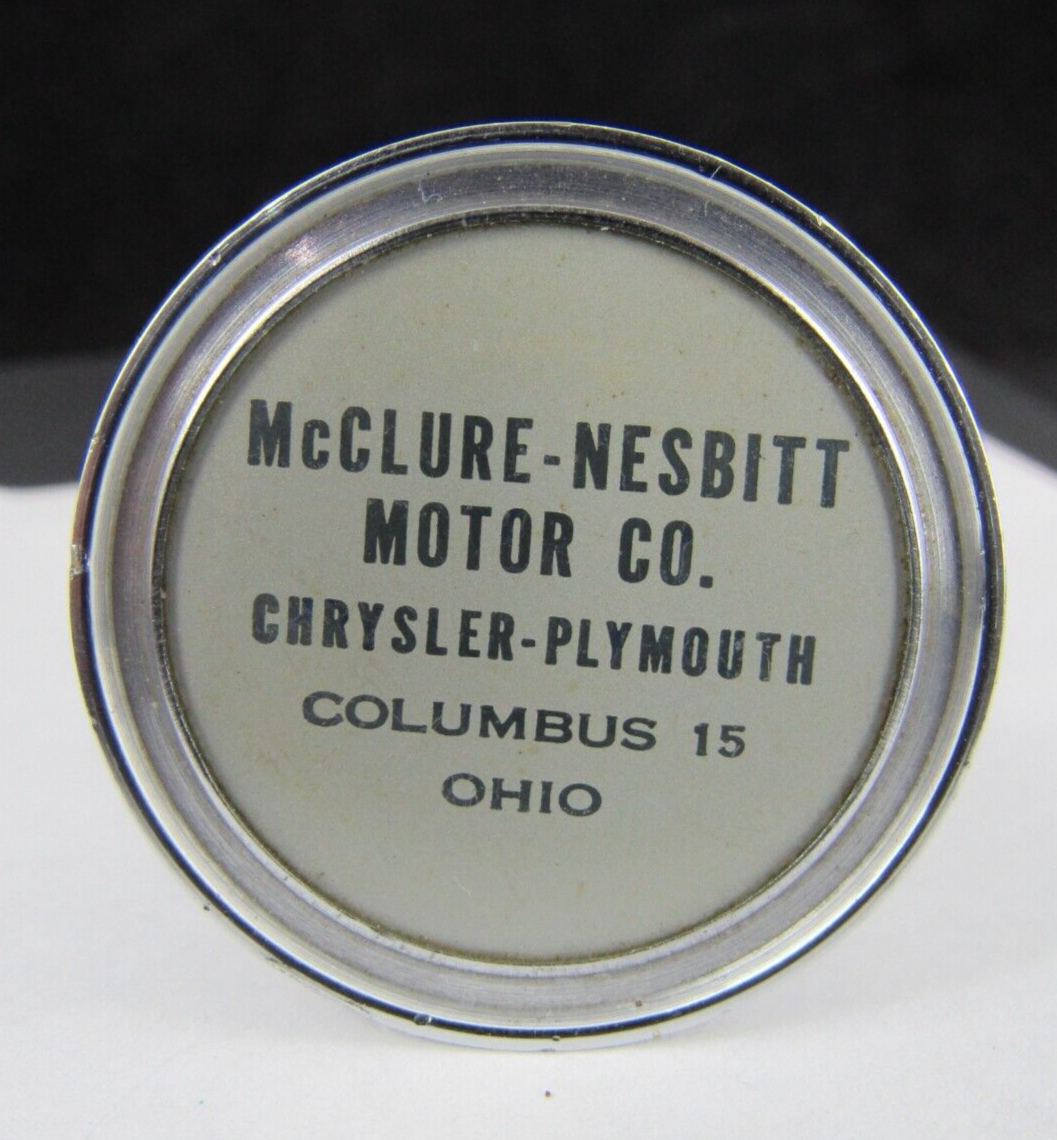 McCLURE-NESBITT
MOTOR CO.
CHRYSLER-PLYMOUTH
COLUMBUS 15
OHIO